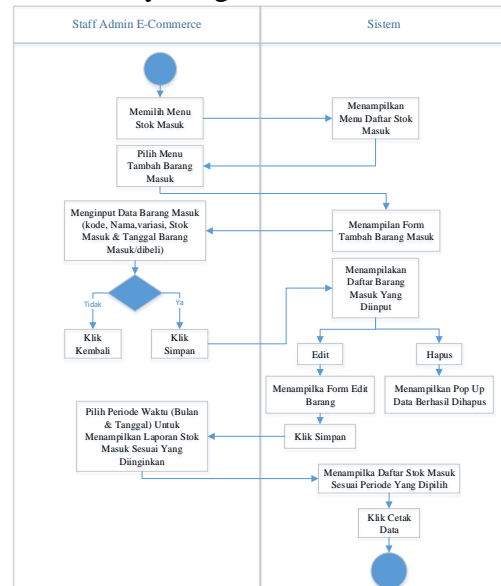 Staff Admin E-Commerce
Sistem
Memilih Menu
Stok Masuk
Menampilkan
Menu Daftar Stok
Masuk
Pilih Menu
Tambah Barang
Masuk
Menginput Data Barang Masuk
(kode, Nama,variasi, Stok
Masuk & Tanggal Barang
Masuk/dibeli)
Menampilan Form
Tambah Barang Masuk
Menampilakan
Daftar Barang
Masuk Yang
Diinput
Tidak
Ya
Klik
Kembali
Klik
Simpan
Edit
Hapus
Menampilka Form Edit
Barang
Menampilkan Pop Up
Data Berhasil Dihapus
Pilih Periode Waktu (Bulan
& Tanggal) Untuk
Menampilkan Laporan Stok
Masuk Sesuai Yang
Diinginkan
Klik Simpan
Menampilka Daftar Stok Masuk
Sesuai Periode Yang Dipilih
Klik Cetak
Data